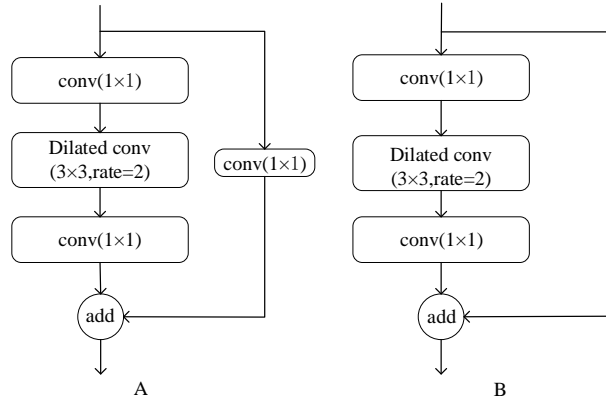 conv(1×1)
Dilated conv
(3×3,rate=2)
conv(1×1)
conv(1×1)
add
A
conv(1×1)
Dilated conv
(3×3,rate=2)
conv(1×1)
add
B